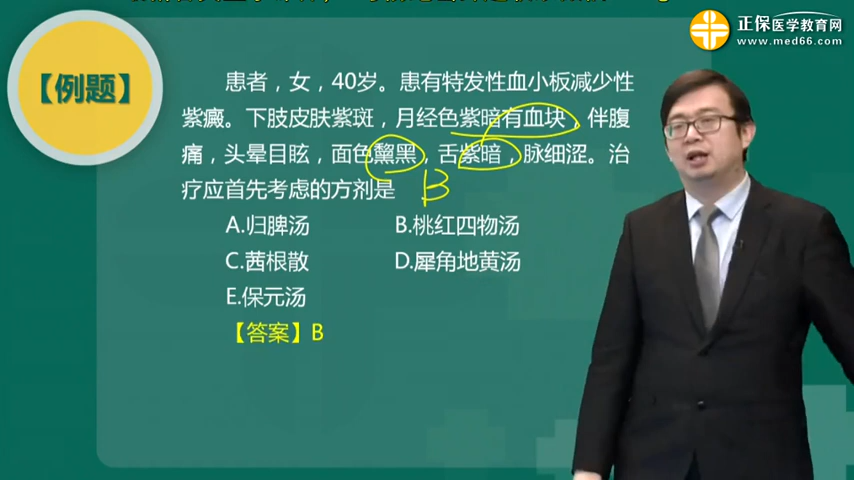 正保医学教育网
www.med66.com
【例题】
患者，女，40岁。患有特发性血小板减少性
紫癜。下肢皮肤紫斑，月经色紫暗有血块，伴腹
痛，头晕目眩，面色黧黑，舌紫暗，脉细涩。治
疗应首先考虑的方剂是 B
A.归脾汤 B.桃红四物汤
C.茜根散 D.犀角地黄汤
E.保元汤
【答案】B